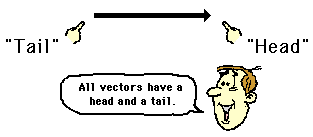 "Tail" "Head"
All vectors have a
head and a tail.